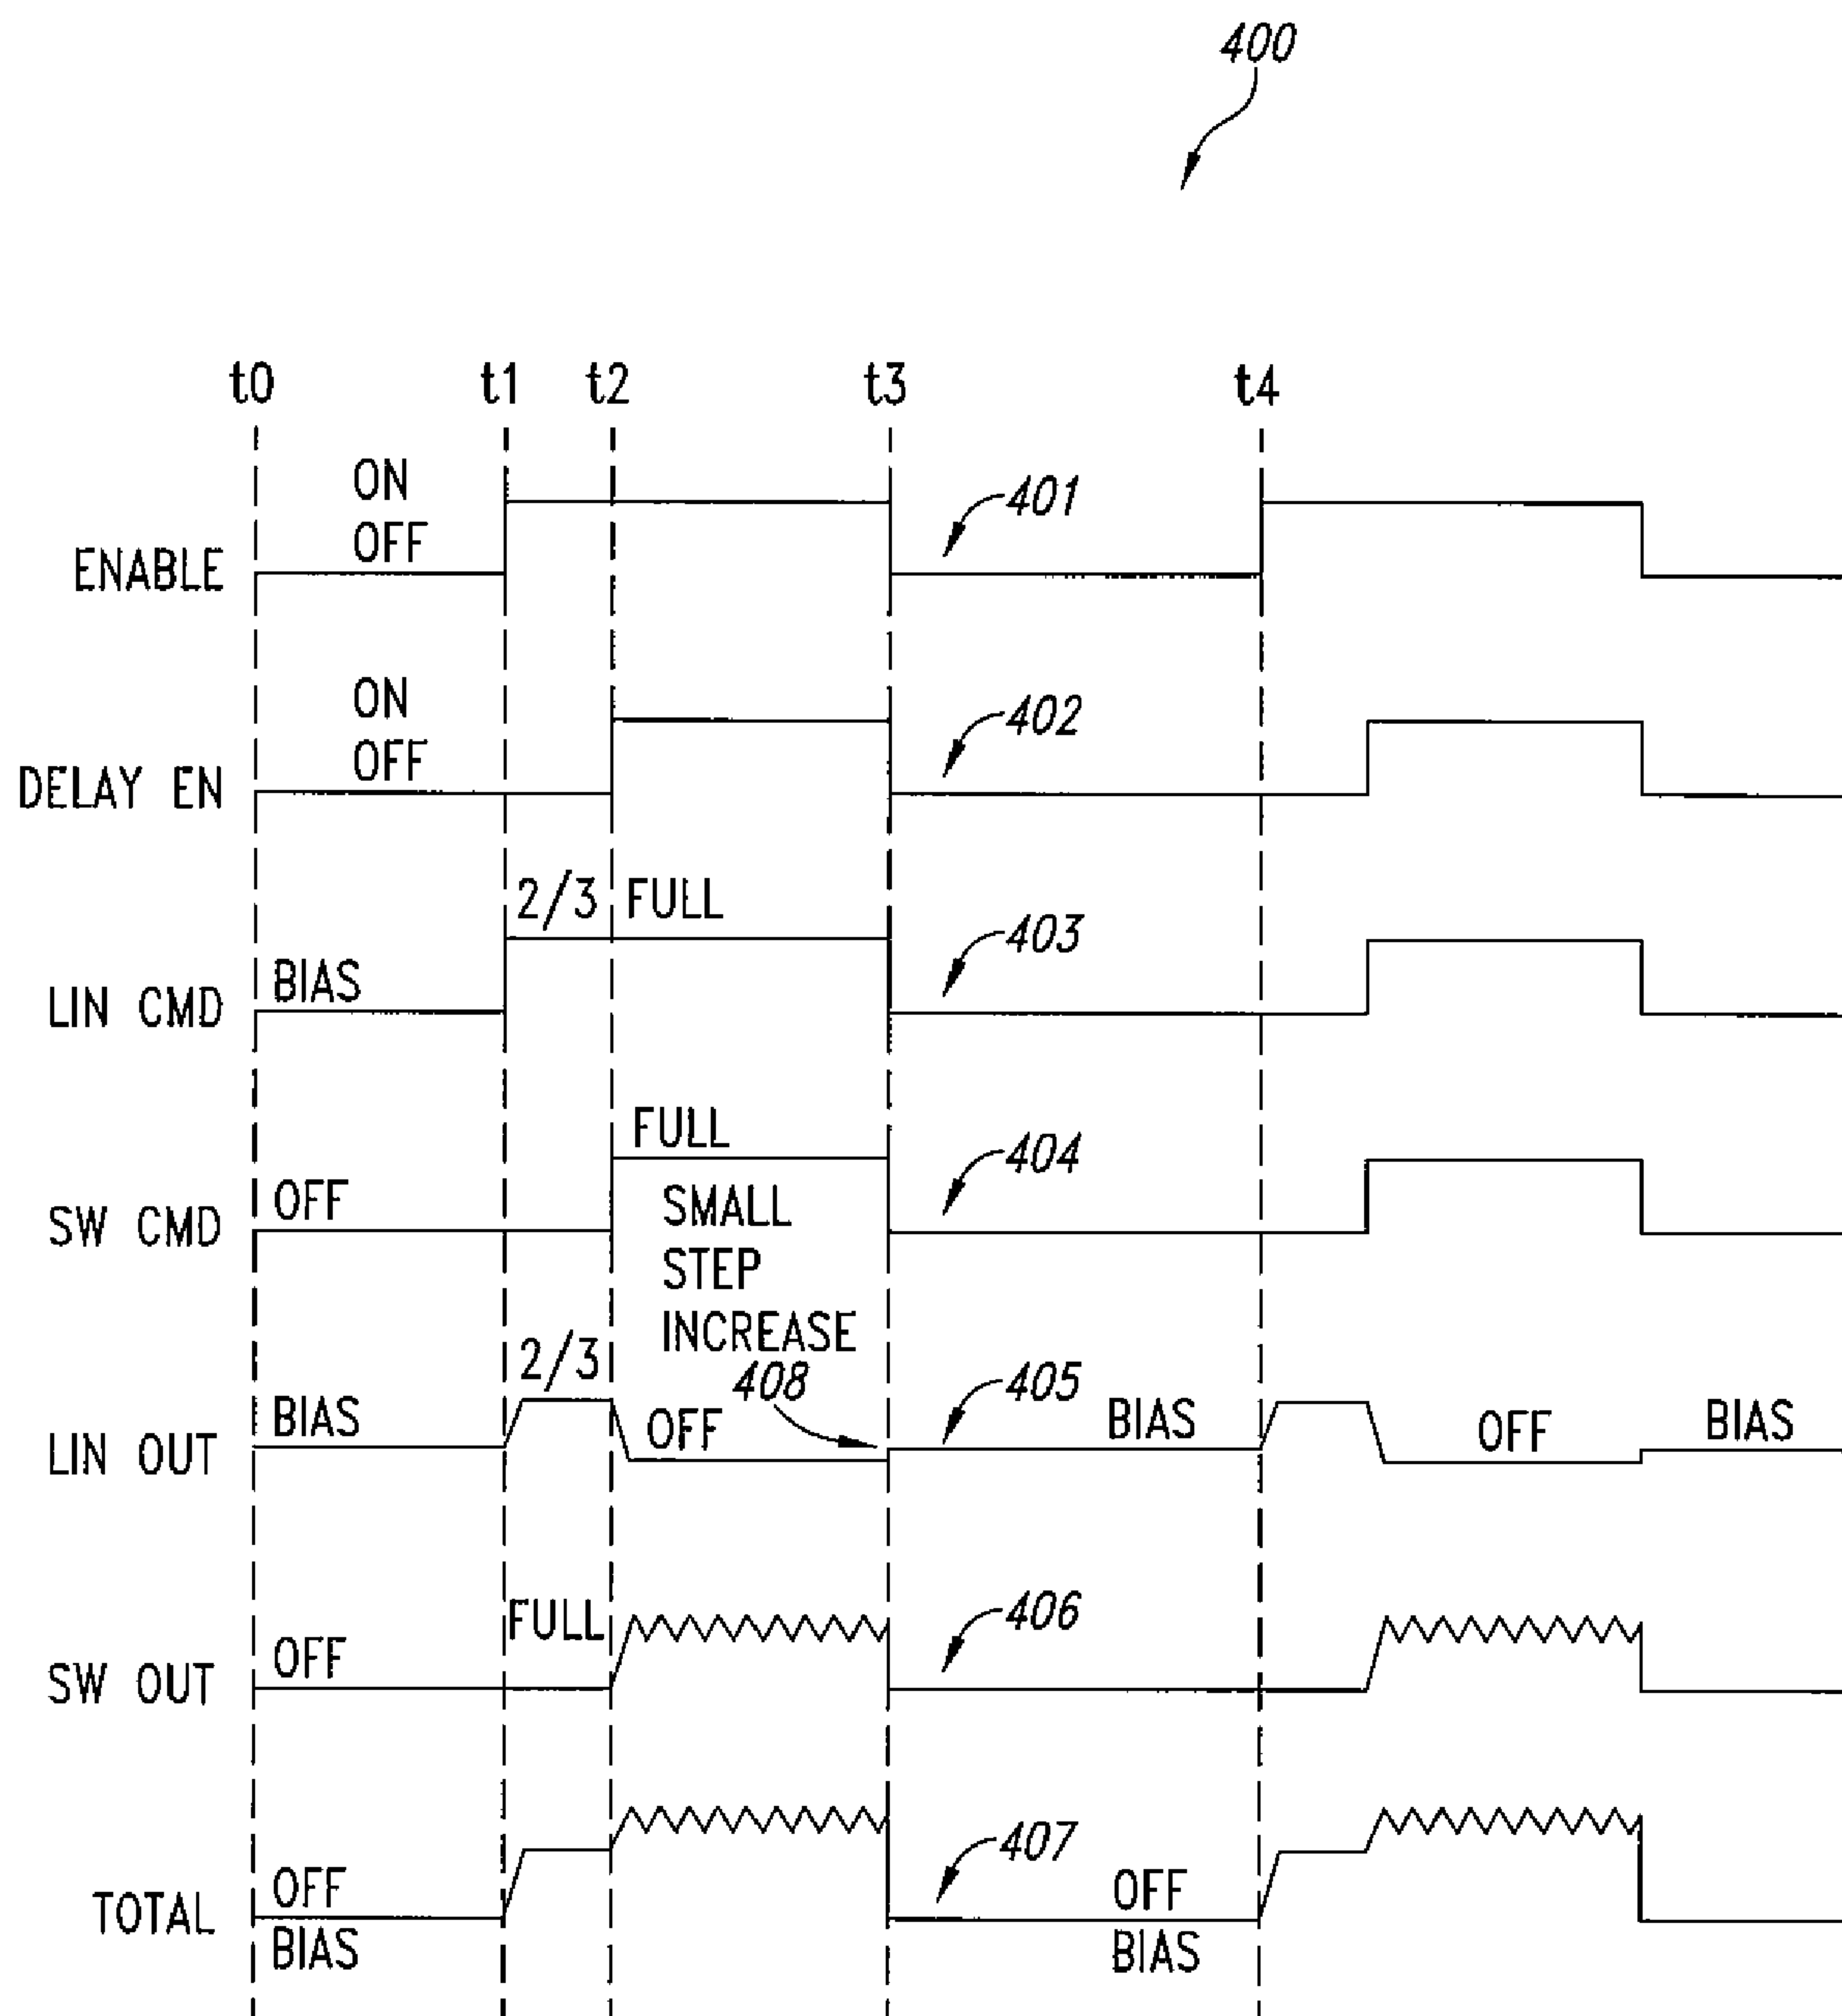 400
t0 t1 t2 t3 t4
ON
OFF
ENABLE
401
ON
OFF
DELAY EN
402
2/3 FULL
BIAS
LIN CMD
403
FULL
OFF
SW CMD
404
SMALL
STEP
INCREASE
2/3
408
405
BIAS
OFF
BIAS
OFF
BIAS
LIN OUT
FULL
406
OFF
SW OUT
407
OFF
BIAS
OFF
BIAS
TOTAL